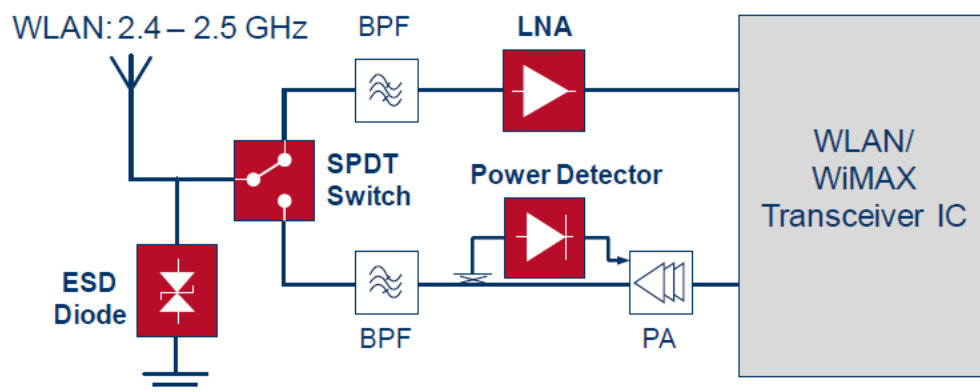 WLAN: 2.4 – 2.5 GHz
BPF
LNA
SPDT
Switch
Power Detector
WLAN/
WiMAX
Transceiver IC
ESD
Diode
BPF
PA